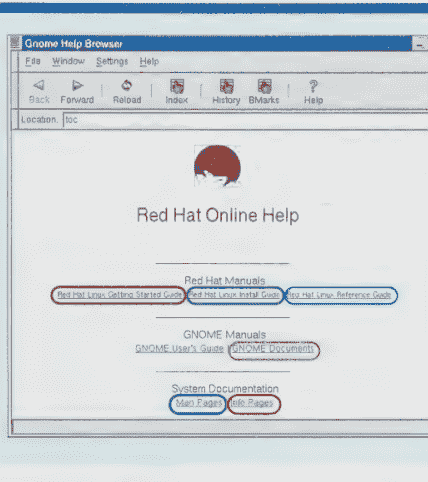 Gnome Help Browser
File Window Settings Help
Back Forward Reload Index History BMarks Help
Location: toc
Red Hat Online Help
Red Hat Manuals
Red Hat Linux Getting Started Guide Red Hat Linux Install Guide Red Hat Linux Reference Guide
GNOME Manuals
GNOME User's Guide GNOME Documents
System Documentation
Man Pages Info Pages